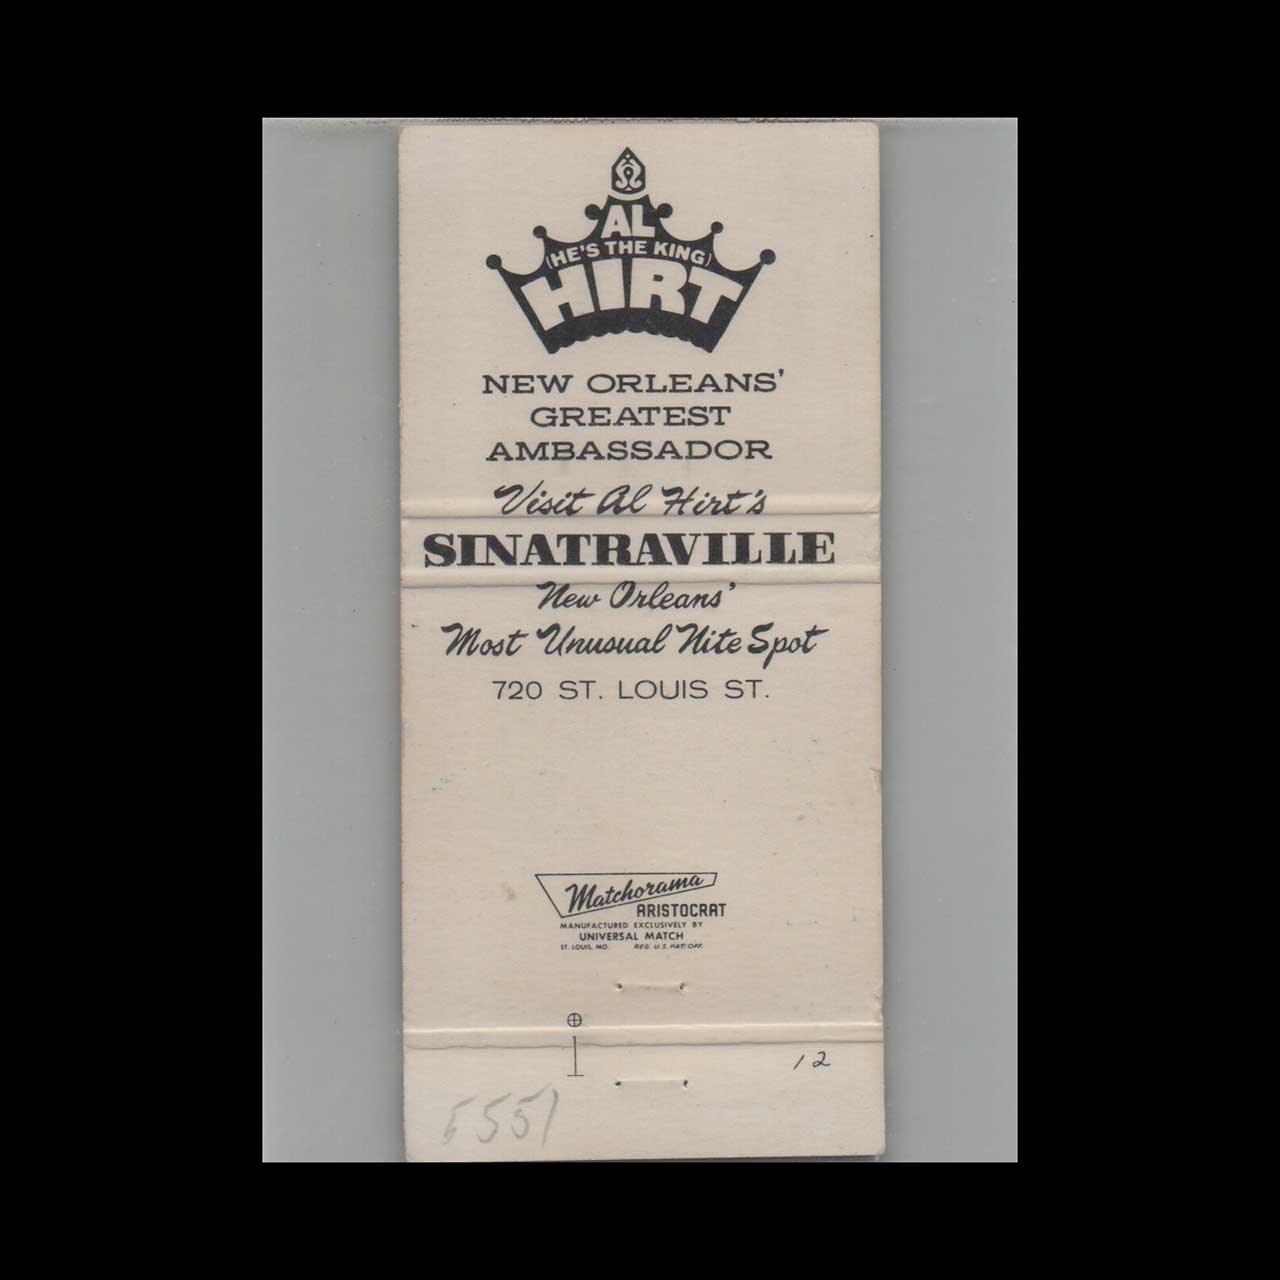 AL
(HE'S THE KING)
HIRT
NEW ORLEANS'
GREATEST
AMBASSADOR
Visit Al Hirt's
SINATRAVILLE
New Orleans'
Most Unusual Nite Spot
720 ST. LOUIS ST.
Matchorama
ARISTOCRAT
MANUFACTURED EXCLUSIVELY BY
UNIVERSAL MATCH
ST. LOUIS, MO. REG. U.S. PAT. OFF.
12
5551